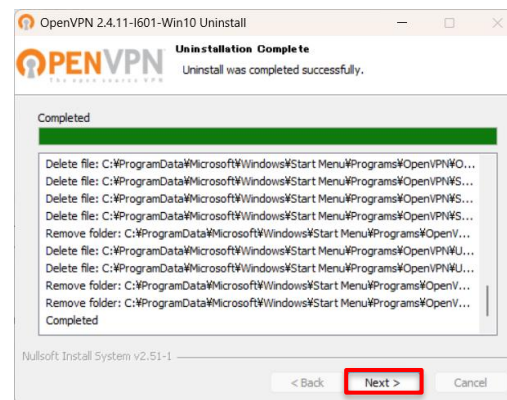 OpenVPN 2.4.11-I601-Win10 Uninstall
OPENVPN
The open source VPN
Uninstallation Complete
Uninstall was completed successfully.
Completed
Delete file: C:¥ProgramData¥Microsoft¥Windows¥Start Menu¥Programs¥OpenVPN¥O...
Delete file: C:¥ProgramData¥Microsoft¥Windows¥Start Menu¥Programs¥OpenVPN¥S...
Delete file: C:¥ProgramData¥Microsoft¥Windows¥Start Menu¥Programs¥OpenVPN¥S...
Delete file: C:¥ProgramData¥Microsoft¥Windows¥Start Menu¥Programs¥OpenVPN¥S...
Remove folder: C:¥ProgramData¥Microsoft¥Windows¥Start Menu¥Programs¥OpenV...
Delete file: C:¥ProgramData¥Microsoft¥Windows¥Start Menu¥Programs¥OpenVPN¥U...
Delete file: C:¥ProgramData¥Microsoft¥Windows¥Start Menu¥Programs¥OpenVPN¥U...
Remove folder: C:¥ProgramData¥Microsoft¥Windows¥Start Menu¥Programs¥OpenV...
Remove folder: C:¥ProgramData¥Microsoft¥Windows¥Start Menu¥Programs¥OpenV...
Completed
Nullsoft Install System v2.51-1
< Back
Next >
Cancel